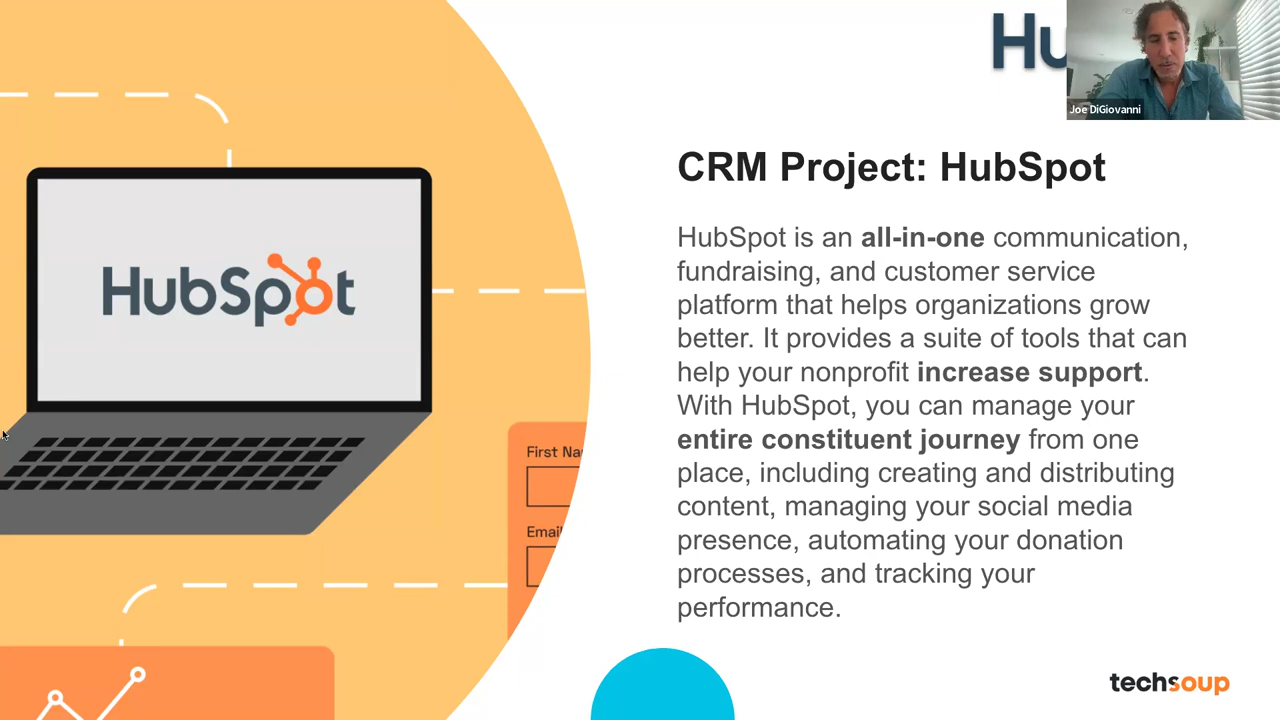 Hu
Joe DiGiovanni
CRM Project: HubSpot
HubSpot is an all-in-one communication,
fundraising, and customer service
platform that helps organizations grow
better. It provides a suite of tools that can
help your nonprofit increase support.
With HubSpot, you can manage your
entire constituent journey from one
place, including creating and distributing
content, managing your social media
presence, automating your donation
processes, and tracking your
performance.
HubSpot
First Na
Email
techsoup